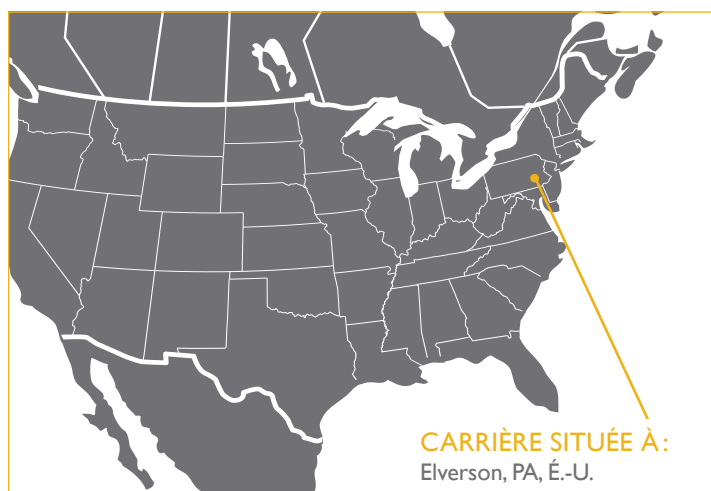 CARRIÈRE SITUÉE À :
Elverson, PA, É.-U.